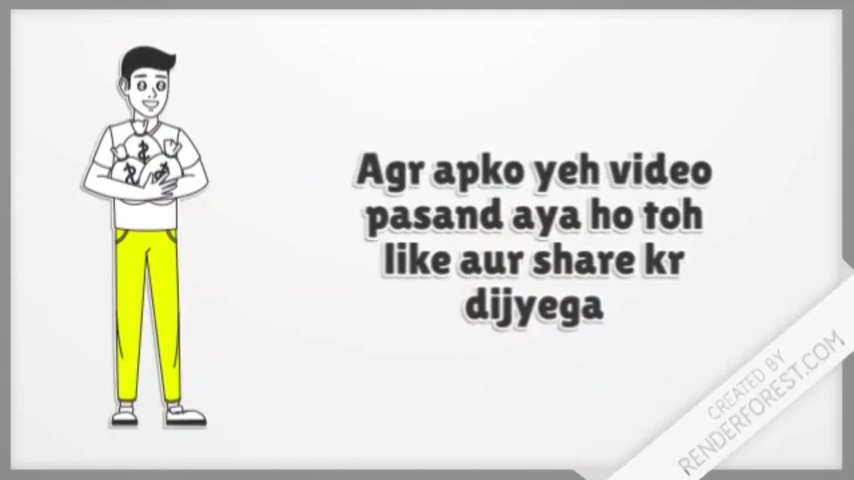 Agr apko yeh video
pasand aya ho toh
like aur share kr
dijyega
CREATED BY
RENDERFOREST.COM